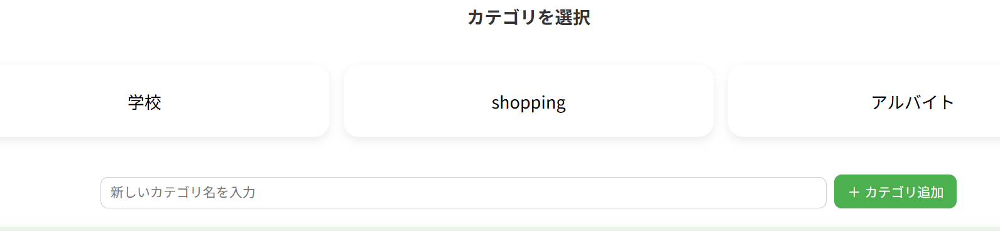 カテゴリを選択
学校
shopping
アルバイト
新しいカテゴリ名を入力
＋ カテゴリ追加